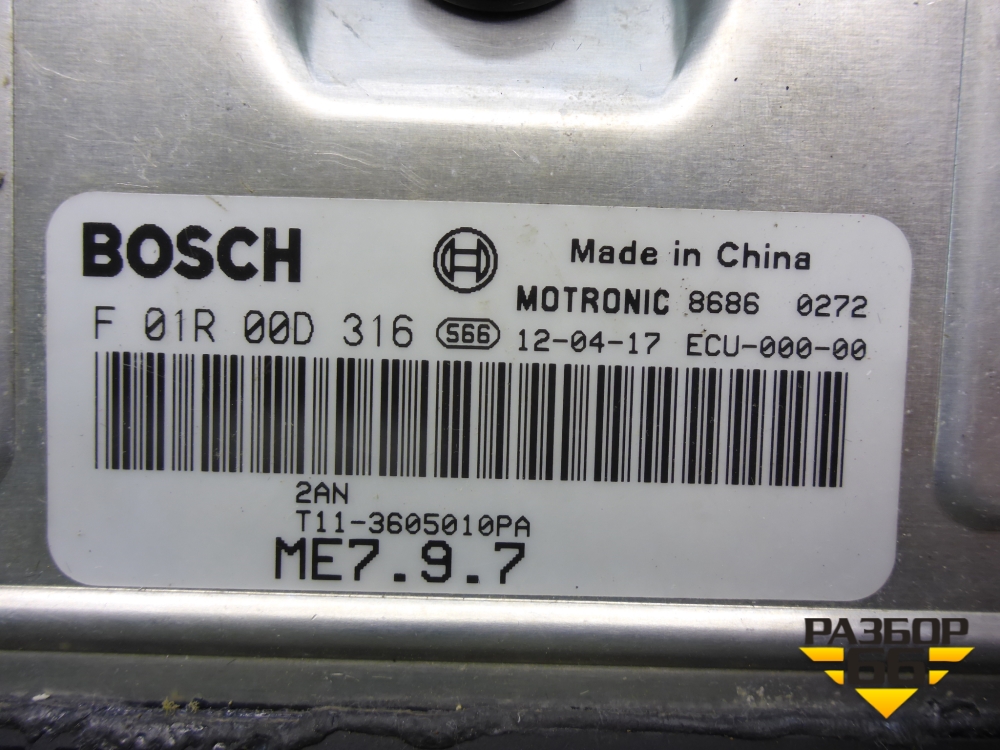 BOSCH
Made in China
MOTRONIC 8686 0272
F 01R 00D 316 S66 12-04-17 ECU-000-00
2AN
T11-3605010PA
ME7.9.7
РАЗБОР
66